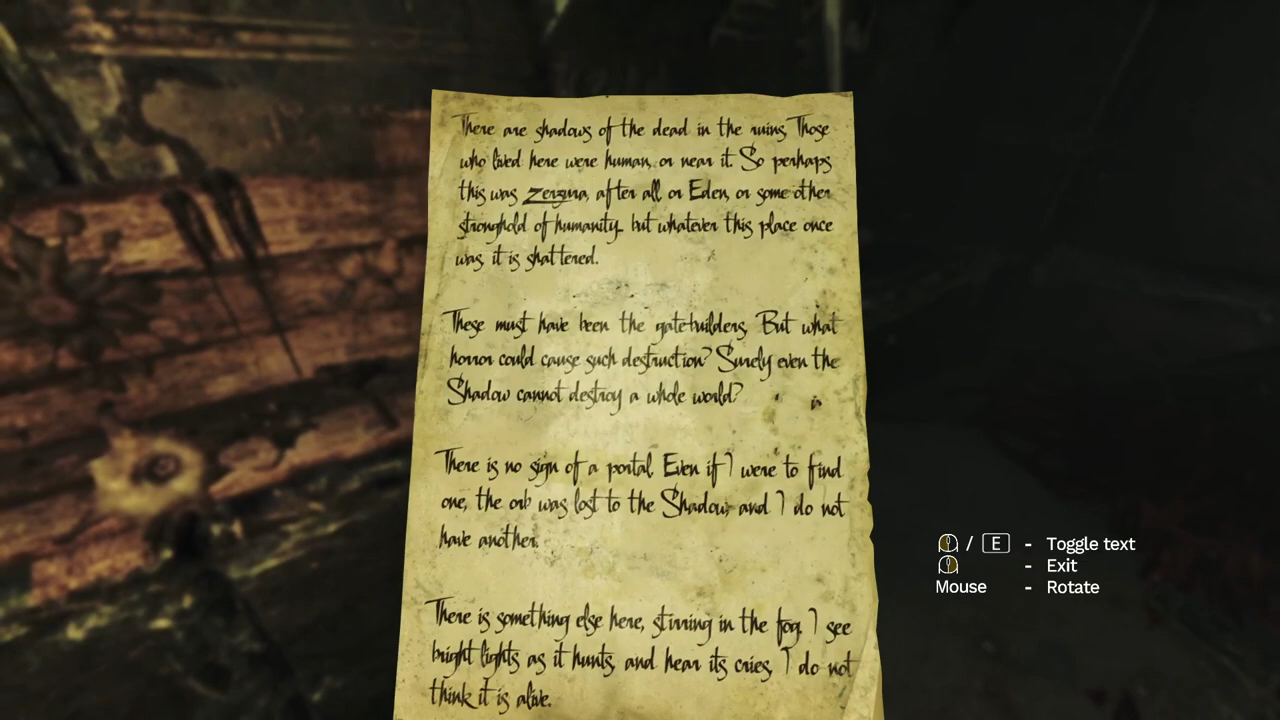 There are shadows of the dead in the ruins. Those
who lived here were human, or near it. So perhaps
this was Zerzura, after all or Eden, or some other
stronghold of humanity. but whatever this place once
was, it is shattered.
These must have been the gate-builders. But what
horror could cause such destruction? Surely even the
Shadow cannot destroy a whole world?
There is no sign of a portal. Even if I were to find
one, the orb was lost to the Shadow, and I do not
have another.
There is something else here, stirring in the fog. I see
bright lights as it hunts, and hear its cries, I do not
think it is alive.
/ E - Toggle text
- Exit
Mouse - Rotate